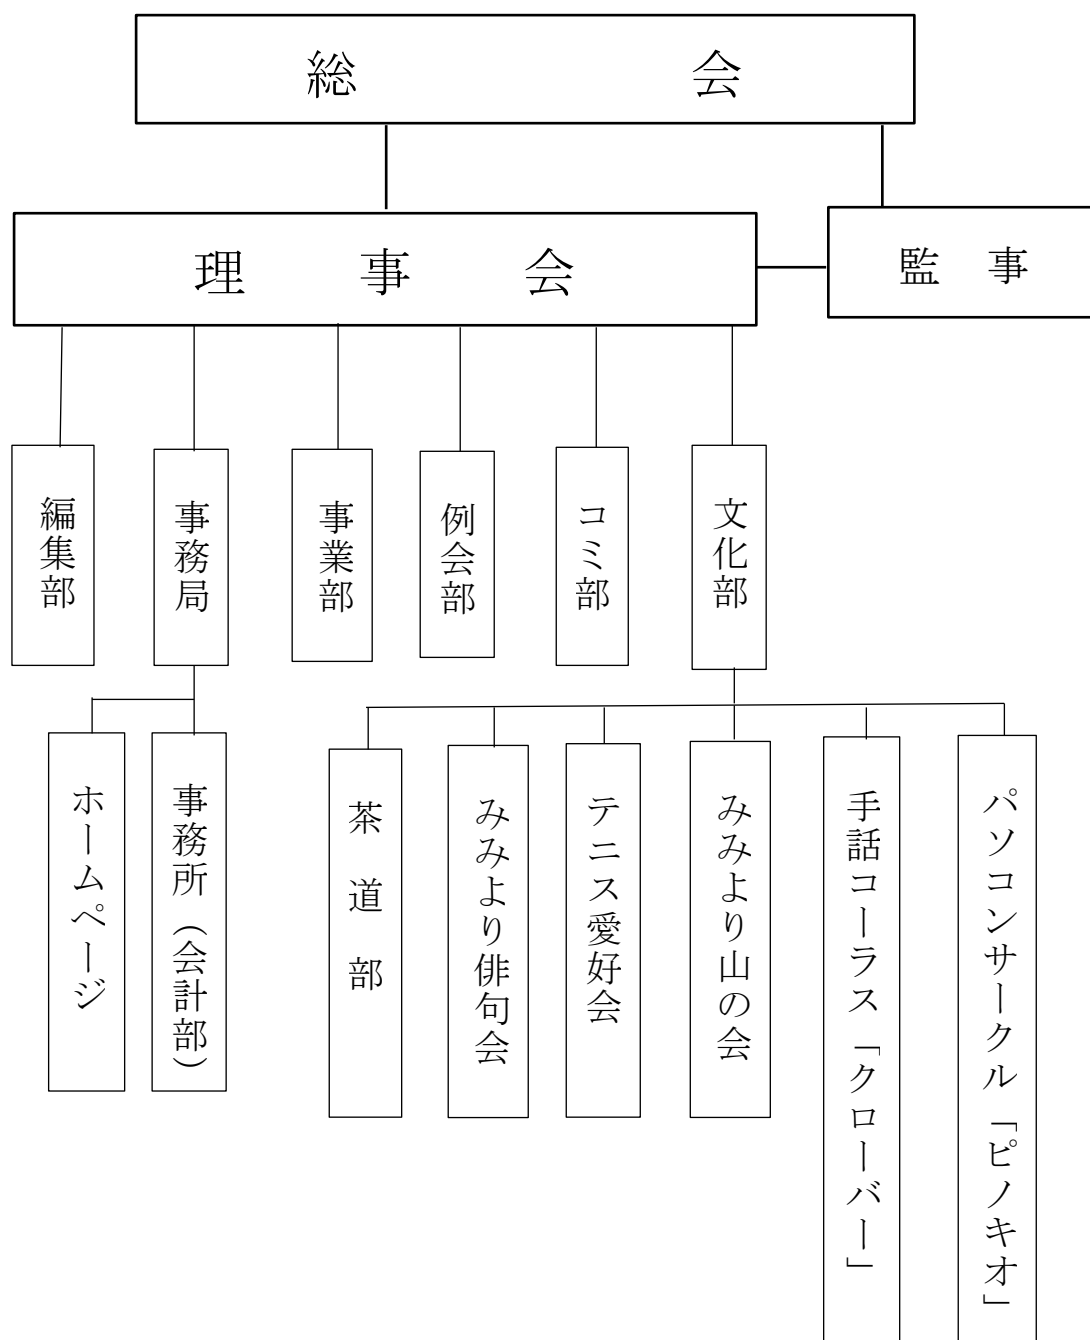 総　会
理　事　会
監　事
編集部
事務局
事業部
例会部
コミ部
文化部
ホームページ
事務所（会計部）
茶道部
みみより俳句会
テニス愛好会
みみより山の会
手話コーラス「クローバー」
パソコンサークル「ピノキオ」